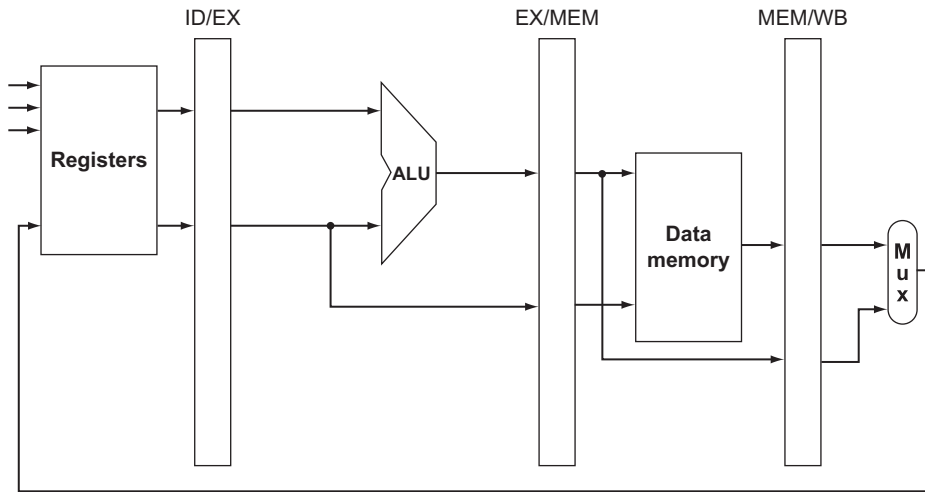 ID/EX
EX/MEM
MEM/WB
Registers
ALU
Data
memory
M
u
x